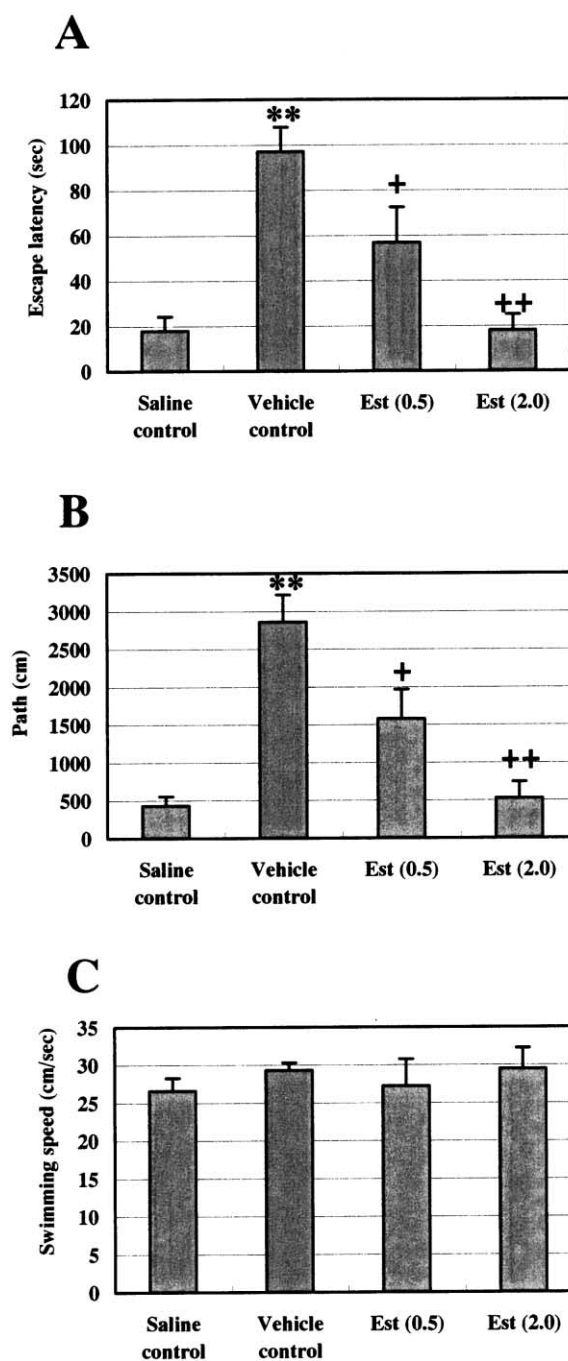 A
Escape latency (sec)
120
100
80
60
40
20
0
**
+
++
Saline control
Vehicle control
Est (0.5)
Est (2.0)
B
Path (cm)
3500
3000
2500
2000
1500
1000
500
0
**
+
++
Saline control
Vehicle control
Est (0.5)
Est (2.0)
C
Swimming speed (cm/sec)
35
30
25
20
15
10
5
0
Saline control
Vehicle control
Est (0.5)
Est (2.0)